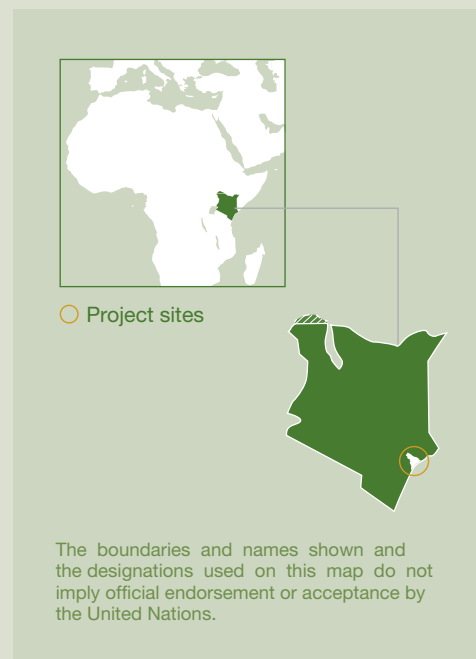 Project sites
The boundaries and names shown and
the designations used on this map do not
imply official endorsement or acceptance by
the United Nations.